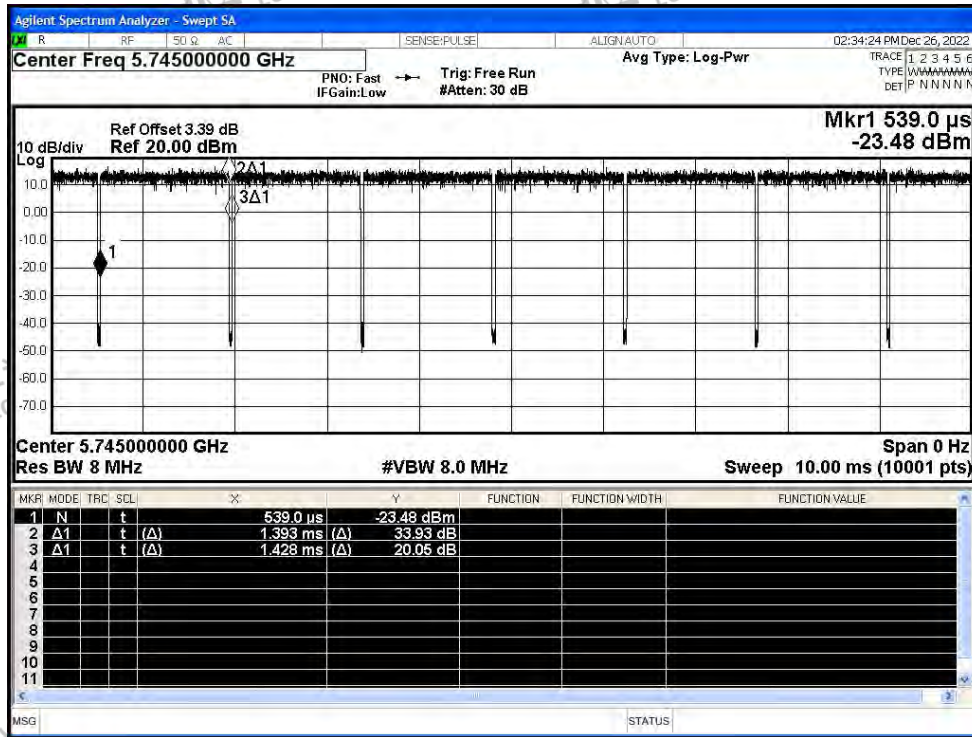 Agilent Spectrum Analyzer - Swept SA
LXI R RF 50 Ω AC SENSE:PULSE ALIGN AUTO 02:34:24 PM Dec 26, 2022
Center Freq 5.745000000 GHz
PNO: Fast
IFGain:Low
Trig: Free Run
#Atten: 30 dB
Avg Type: Log-Pwr
TRACE 1 2 3 4 5 6
TYPE WWWWWW
DET P N N N N N
Mkr1 539.0 µs
-23.48 dBm
Ref Offset 3.39 dB
10 dB/div Ref 20.00 dBm
Log
10.0
0.00
-10.0
-20.0
-30.0
-40.0
-50.0
-60.0
-70.0
2Δ1
3Δ1
1
Center 5.745000000 GHz Span 0 Hz
Res BW 8 MHz #VBW 8.0 MHz Sweep 10.00 ms (10001 pts)
MKR MODE TRC SCL X Y FUNCTION FUNCTION WIDTH FUNCTION VALUE
1 N t 539.0 µs -23.48 dBm
2 Δ1 t (Δ) 1.393 ms (Δ) 33.93 dB
3 Δ1 t (Δ) 1.428 ms (Δ) 20.05 dB
4
5
6
7
8
9
10
11
MSG STATUS